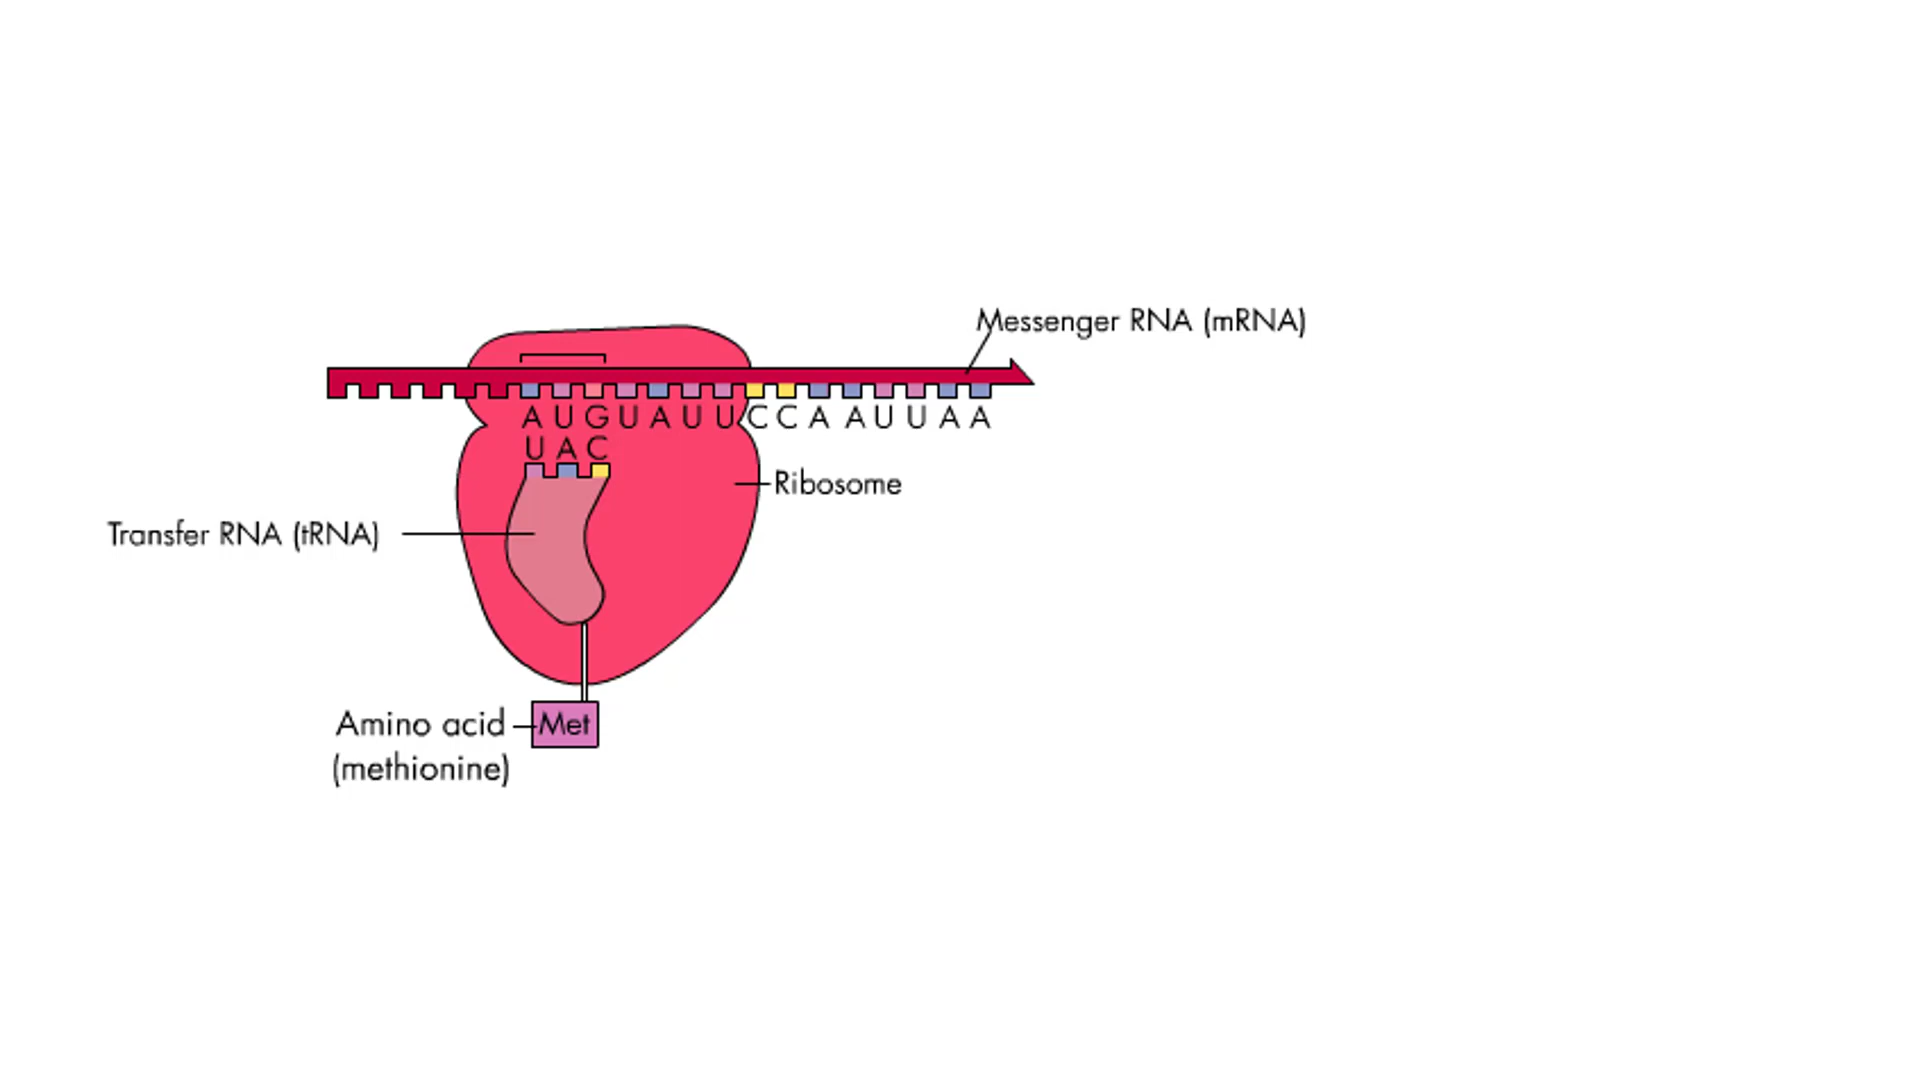 Messenger RNA (mRNA)
A U G U A U U C C A A U U A A
U A C
Ribosome
Transfer RNA (tRNA)
Amino acid
Met
(methionine)